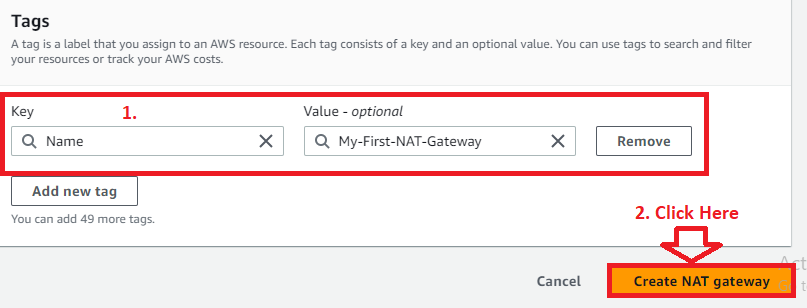 Tags
A tag is a label that you assign to an AWS resource. Each tag consists of a key and an optional value. You can use tags to search and filter
your resources or track your AWS costs.
Key
1.
Value - optional
Name
My-First-NAT-Gateway
Remove
Add new tag
You can add 49 more tags.
2. Click Here
Cancel
Create NAT gateway